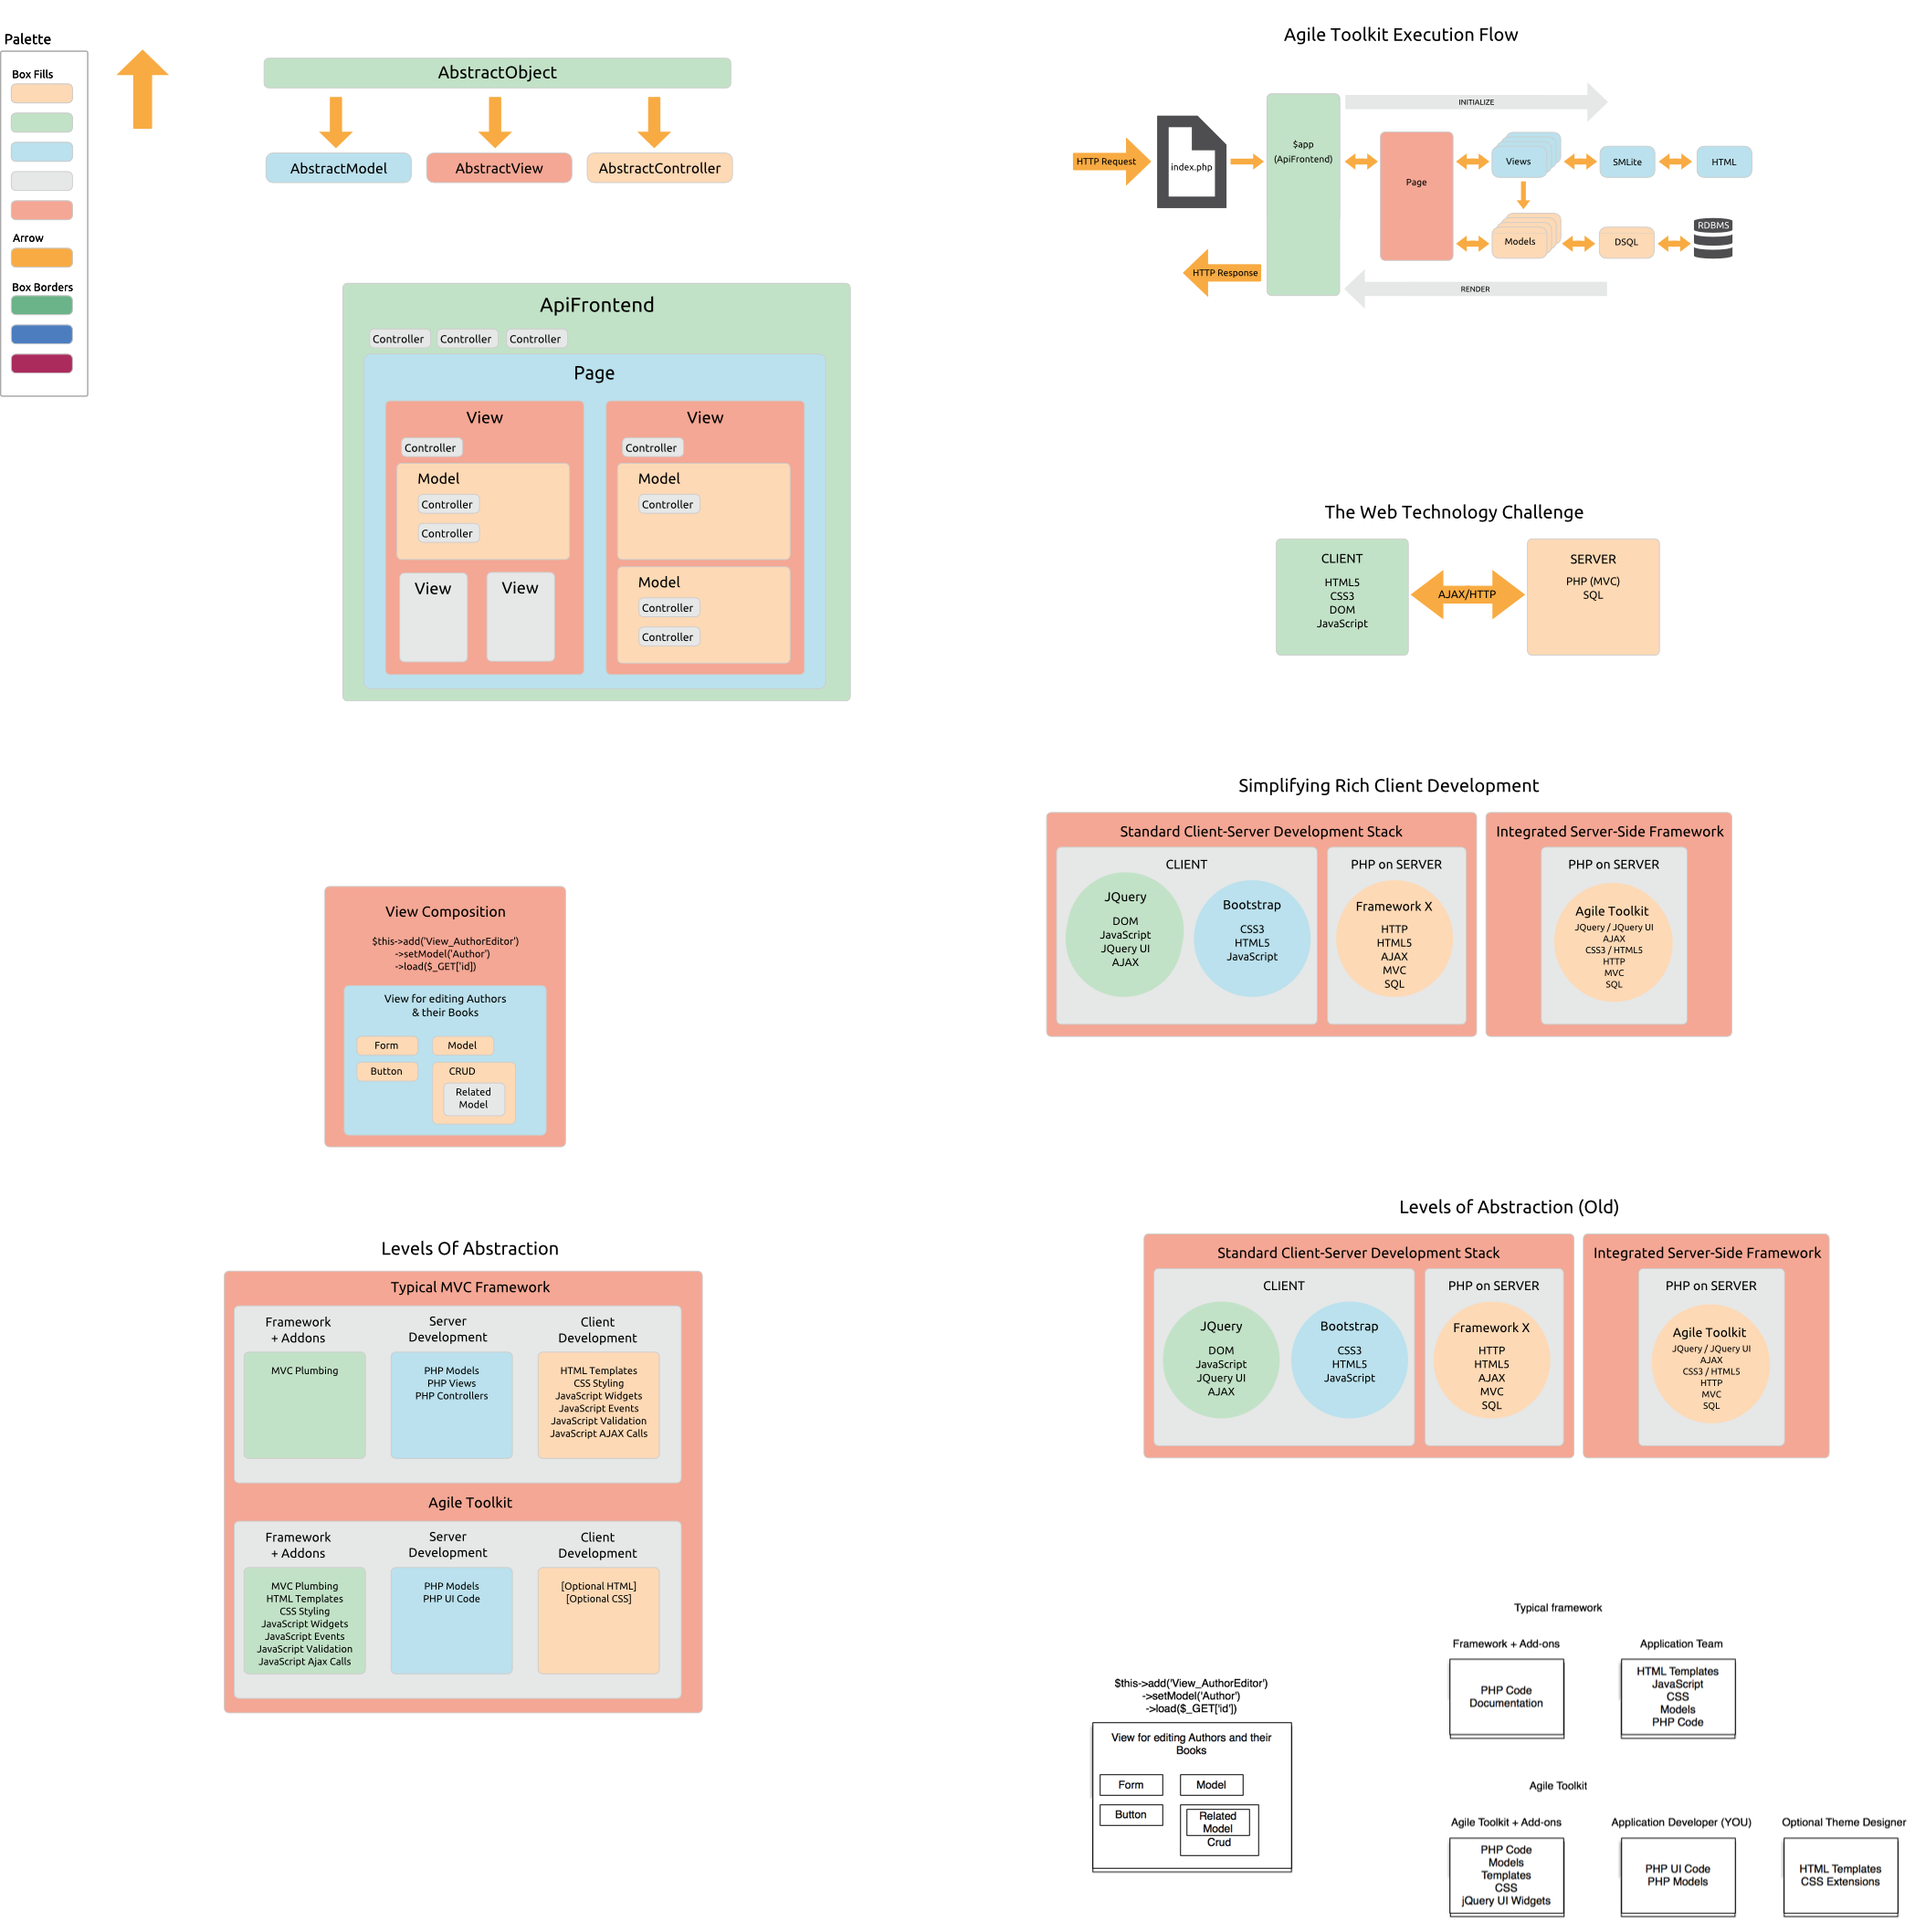 Palette
Box Fills
Arrow
Box Borders
AbstractObject
AbstractModel
AbstractView
AbstractController
ApiFrontend
Controller
Controller
Controller
Page
View
Controller
Model
Controller
Controller
View
View
View
Controller
Model
Controller
Model
Controller
Controller
View Composition
$this->add('View_AuthorEditor')
->setModel('Author')
->load($_GET['id'])
View for editing Authors
& their Books
Form
Model
Button
CRUD
Related
Model
Levels Of Abstraction
Typical MVC Framework
Framework
+ Addons
MVC Plumbing
Server
Development
PHP Models
PHP Views
PHP Controllers
Client
Development
HTML Templates
CSS Styling
JavaScript Widgets
JavaScript Events
JavaScript Validation
JavaScript AJAX Calls
Agile Toolkit
Framework
+ Addons
MVC Plumbing
HTML Templates
CSS Styling
JavaScript Widgets
JavaScript Events
JavaScript Validation
JavaScript Ajax Calls
Server
Development
PHP Models
PHP UI Code
Client
Development
[Optional HTML]
[Optional CSS]
Agile Toolkit Execution Flow
HTTP Request
index.php
$app
(ApiFrontend)
INITIALIZE
Page
Views
SMLite
HTML
Models
DSQL
RDBMS
HTTP Response
RENDER
The Web Technology Challenge
CLIENT
HTML5
CSS3
DOM
JavaScript
AJAX/HTTP
SERVER
PHP (MVC)
SQL
Simplifying Rich Client Development
Standard Client-Server Development Stack
CLIENT
JQuery
DOM
JavaScript
JQuery UI
AJAX
Bootstrap
CSS3
HTML5
JavaScript
PHP on SERVER
Framework X
HTTP
HTML5
AJAX
MVC
SQL
Integrated Server-Side Framework
PHP on SERVER
Agile Toolkit
JQuery / JQuery UI
AJAX
CSS3 / HTML5
HTTP
MVC
SQL
Levels of Abstraction (Old)
Standard Client-Server Development Stack
CLIENT
JQuery
DOM
JavaScript
JQuery UI
AJAX
Bootstrap
CSS3
HTML5
JavaScript
PHP on SERVER
Framework X
HTTP
HTML5
AJAX
MVC
SQL
Integrated Server-Side Framework
PHP on SERVER
Agile Toolkit
JQuery / JQuery UI
AJAX
CSS3 / HTML5
HTTP
MVC
SQL
$this->add('View_AuthorEditor')
->setModel('Author')
->load($_GET['id'])
View for editing Authors and their
Books
Form
Model
Button
Related
Model
Crud
Typical framework
Framework + Add-ons
PHP Code
Documentation
Application Team
HTML Templates
JavaScript
CSS
Models
PHP Code
Agile Toolkit
Agile Toolkit + Add-ons
PHP Code
Models
Templates
CSS
jQuery UI Widgets
Application Developer (YOU)
PHP UI Code
PHP Models
Optional Theme Designer
HTML Templates
CSS Extensions